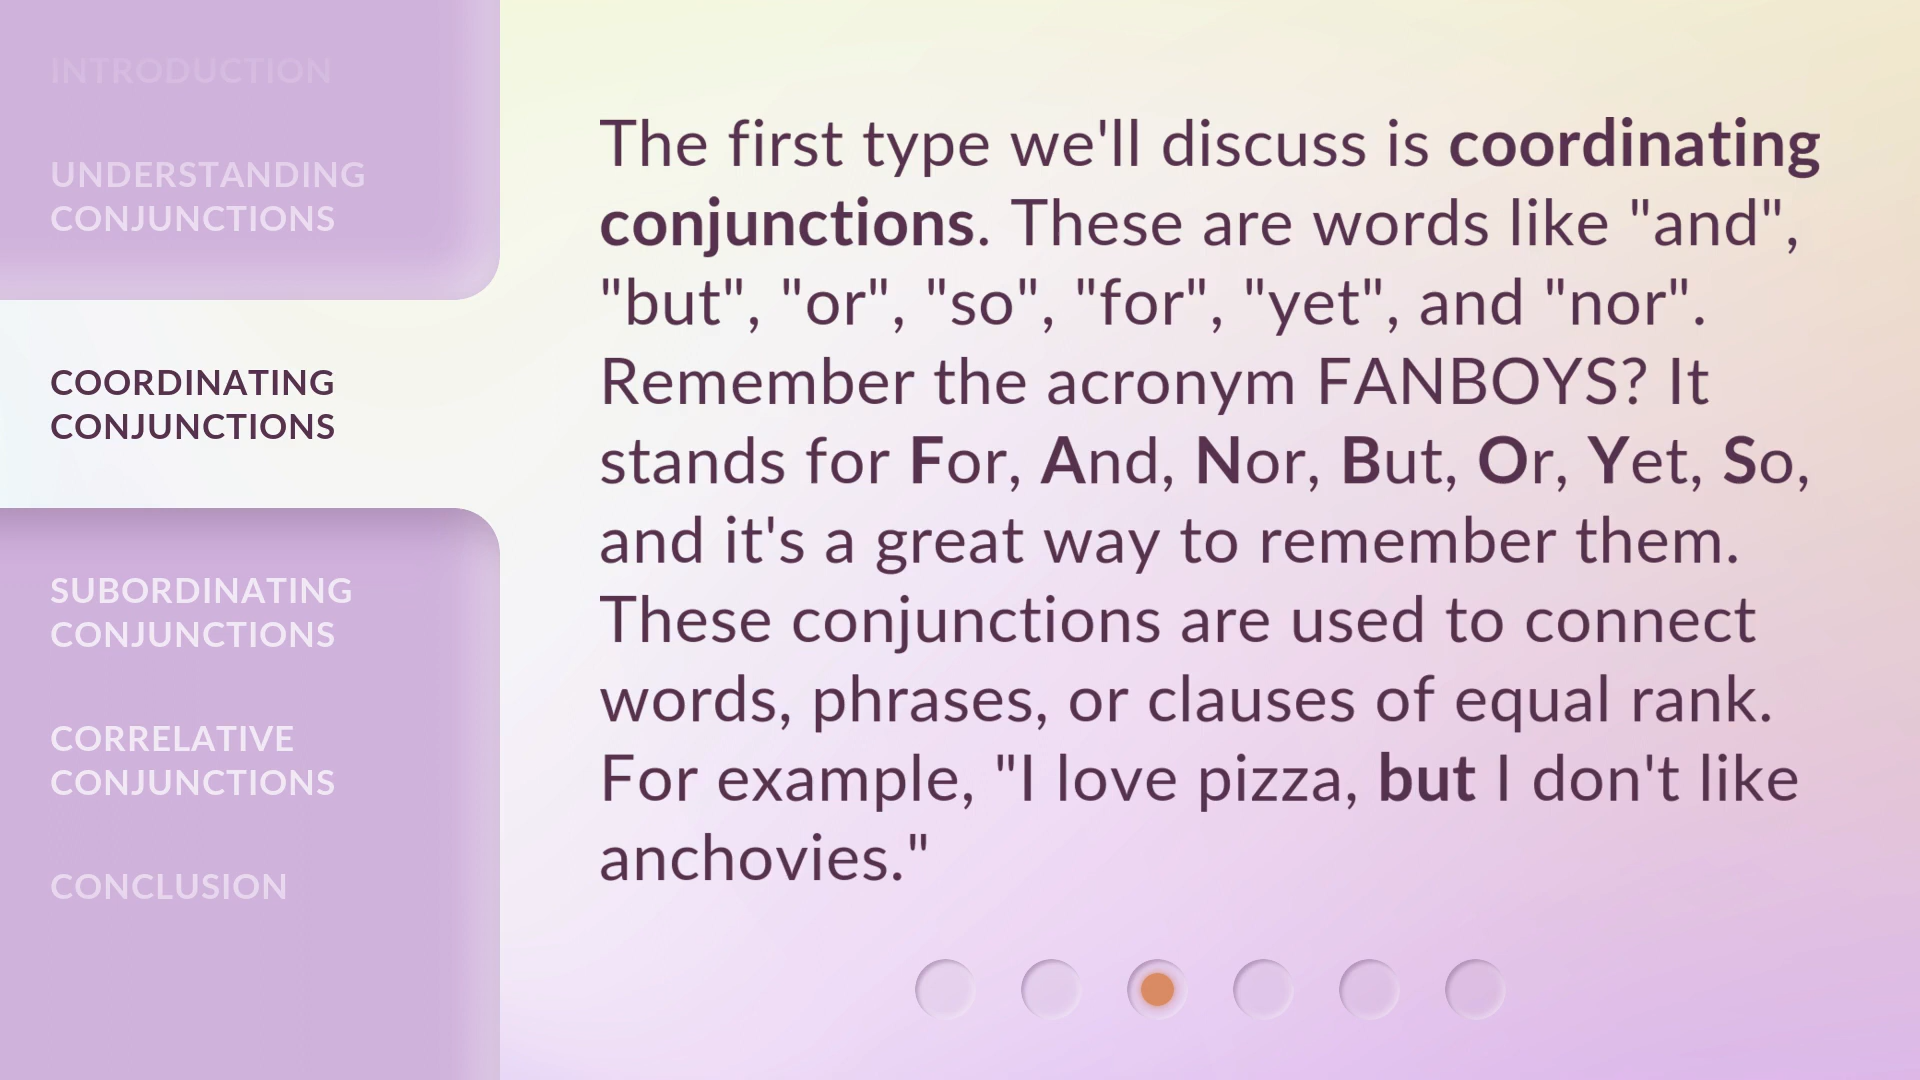 INTRODUCTION
UNDERSTANDING
CONJUNCTIONS
COORDINATING
CONJUNCTIONS
SUBORDINATING
CONJUNCTIONS
CORRELATIVE
CONJUNCTIONS
CONCLUSION
The first type we'll discuss is coordinating
conjunctions. These are words like "and",
"but", "or", "so", "for", "yet", and "nor".
Remember the acronym FANBOYS? It
stands for For, And, Nor, But, Or, Yet, So,
and it's a great way to remember them.
These conjunctions are used to connect
words, phrases, or clauses of equal rank.
For example, "I love pizza, but I don't like
anchovies."